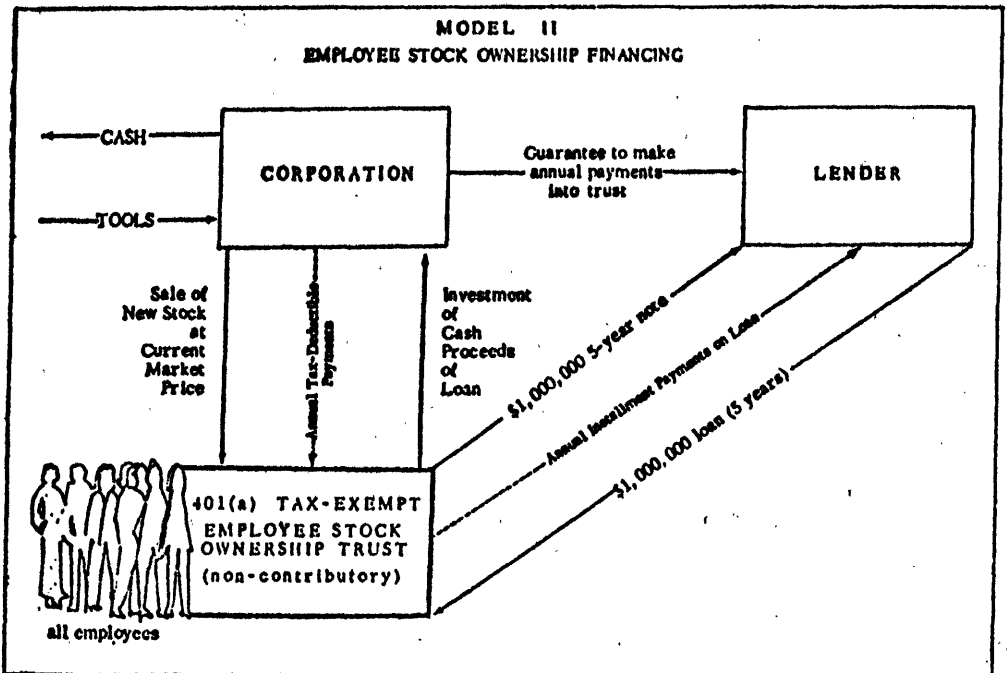 MODEL II
EMPLOYEE STOCK OWNERSHIP FINANCING
CASH
TOOLS
CORPORATION
Guarantee to make
annual payments
into trust
LENDER
Sale of
New Stock
at
Current
Market
Price
Annual Tax-Deductible
Payments
Investment
of
Cash
Proceeds
of
Loan
$1,000,000 5-year note
Annual Installment Payments on Loan
$1,000,000 loan (5 years)
401(a) TAX-EXEMPT
EMPLOYEE STOCK
OWNERSHIP TRUST
(non-contributory)
all employees